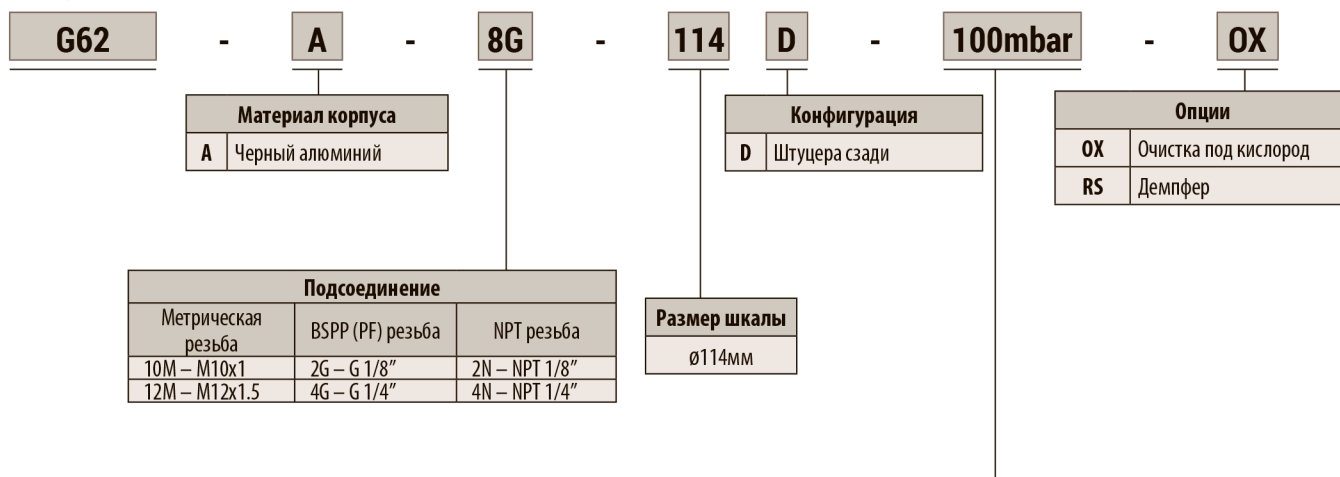 G62 - A - 8G - 114 D - 100mbar - OX
Материал корпуса
A Черный алюминий
Конфигурация
D Штуцера сзади
Опции
OX Очистка под кислород
RS Демпфер
Подсоединение
Метрическая
резьба
BSPP (PF) резьба
NPT резьба
10M – M10x1 2G – G 1/8” 2N – NPT 1/8”
12M – M12x1.5 4G – G 1/4” 4N – NPT 1/4”
Размер шкалы
ø114мм